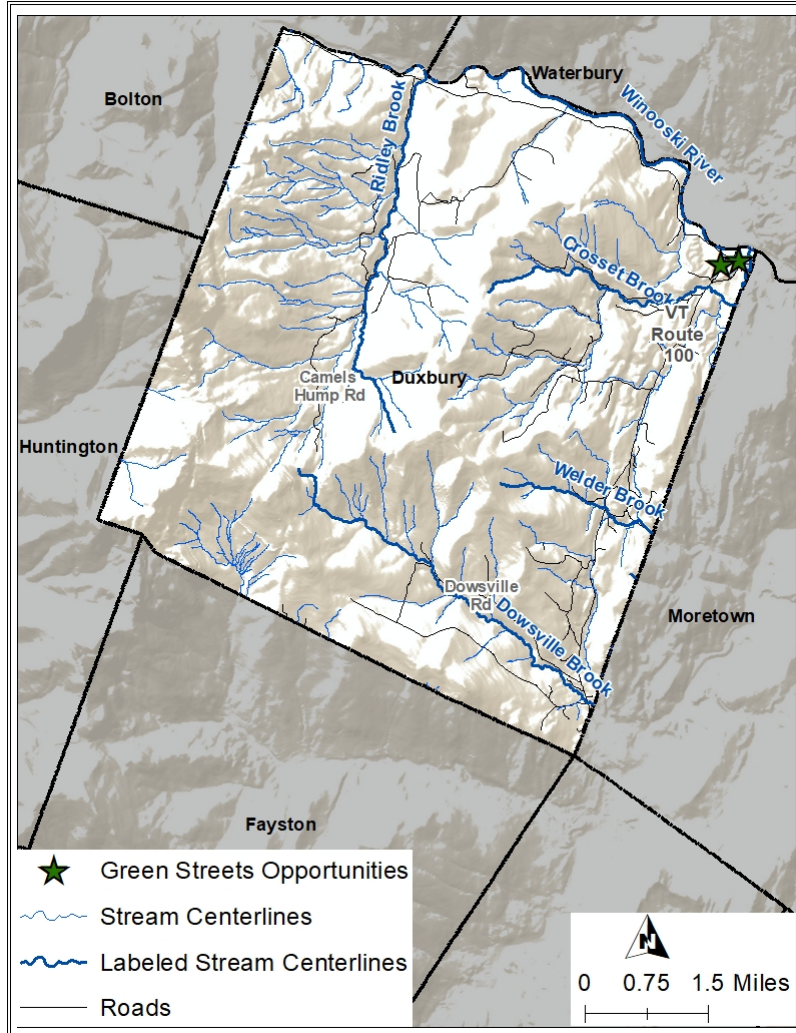 Bolton
Waterbury
Winooski River
Ridley Brook
Crosset Brook
VT
Route
100
Camels
Hump Rd
Duxbury
Huntington
Welder Brook
Dowsville
Rd
Dowsville Brook
Moretown
Fayston
Green Streets Opportunities
Stream Centerlines
Labeled Stream Centerlines
Roads
N
0 0.75 1.5 Miles